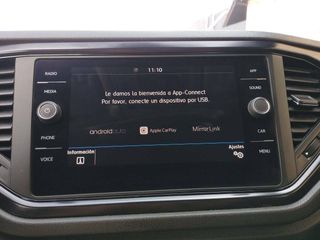 RADIO
11:10
APP
MEDIA
SOUND
Le damos la bienvenida a App-Connect
Por favor, conecte un dispositivo por USB.
PHONE
androidauto
Apple CarPlay
MirrorLink
CAR
VOICE
Información
Ajustes
MENU